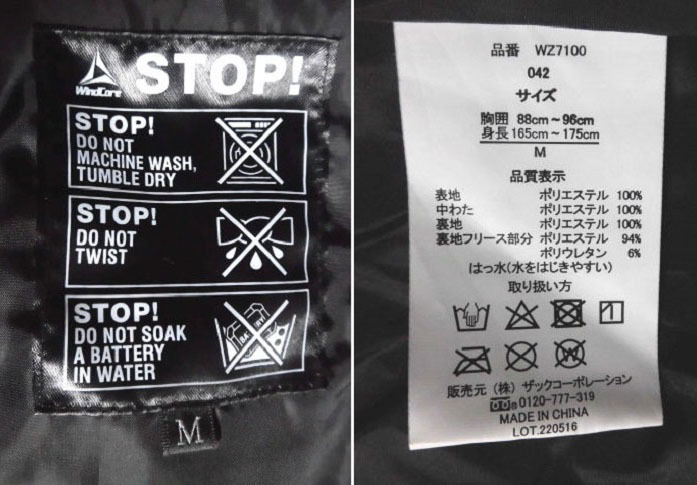 WindCore
STOP!
STOP!
DO NOT
MACHINE WASH,
TUMBLE DRY
STOP!
DO NOT
TWIST
STOP!
DO NOT SOAK
A BATTERY
IN WATER
M
品番 WZ7100
042
サイズ
胸囲 88cm~96cm
身長 165cm~175cm
M
品質表示
表地 ポリエステル 100%
中わた ポリエステル 100%
裏地 ポリエステル 100%
裏地フリース部分 ポリエステル 94%
ポリウレタン 6%
はっ水(水をはじきやすい)
取り扱い方
販売元 (株) ザックコーポレーション
0120-777-319
MADE IN CHINA
LOT.220516